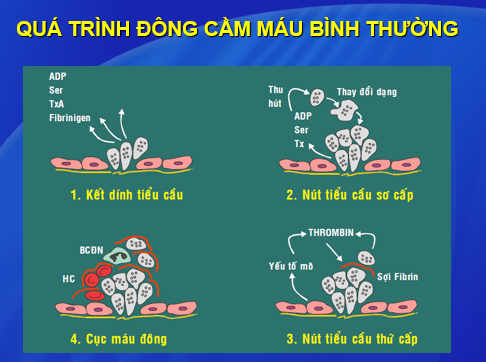 QUÁ TRÌNH ĐÔNG CẦM MÁU BÌNH THƯỜNG
ADP
Ser
TxA
Fibrinigen
1. Kết dính tiểu cầu
Thu
hút
Thay đổi dạng
ADP
Ser
Tx
2. Nút tiểu cầu sơ cấp
BCĐN
HC
4. Cục máu đông
THROMBIN
Yếu tố mô
Sợi Fibrin
3. Nút tiểu cầu thứ cấp